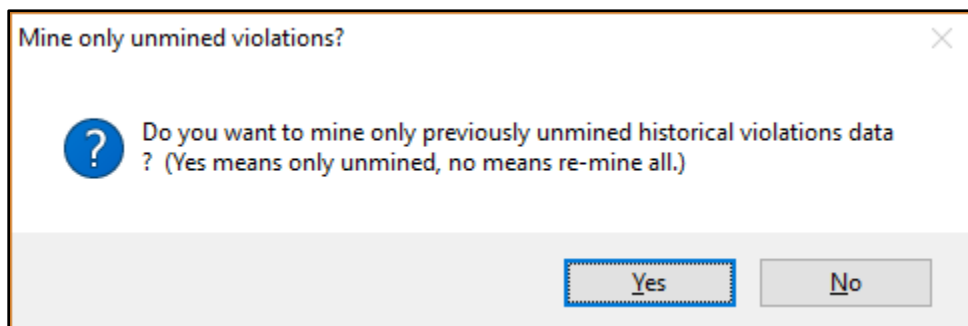 Mine only unmined violations?
Do you want to mine only previously unmined historical violations data
?  (Yes means only unmined, no means re-mine all.)
Yes
No